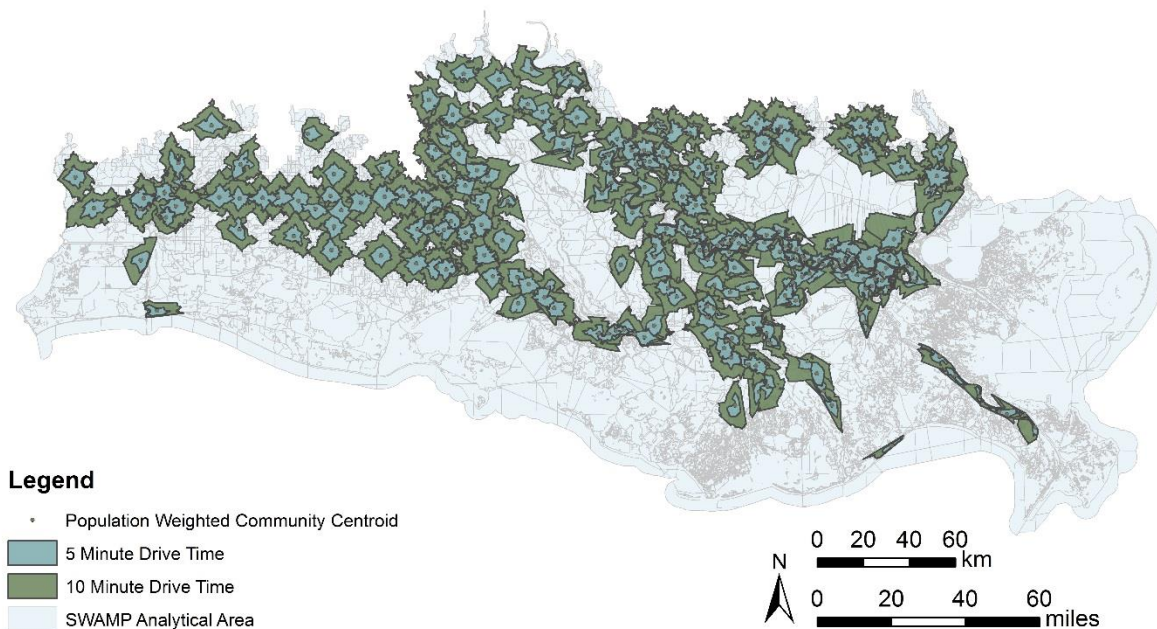 Legend
Population Weighted Community Centroid
5 Minute Drive Time
10 Minute Drive Time
SWAMP Analytical Area
N
0 20 40 60
km
0 20 40 60
miles